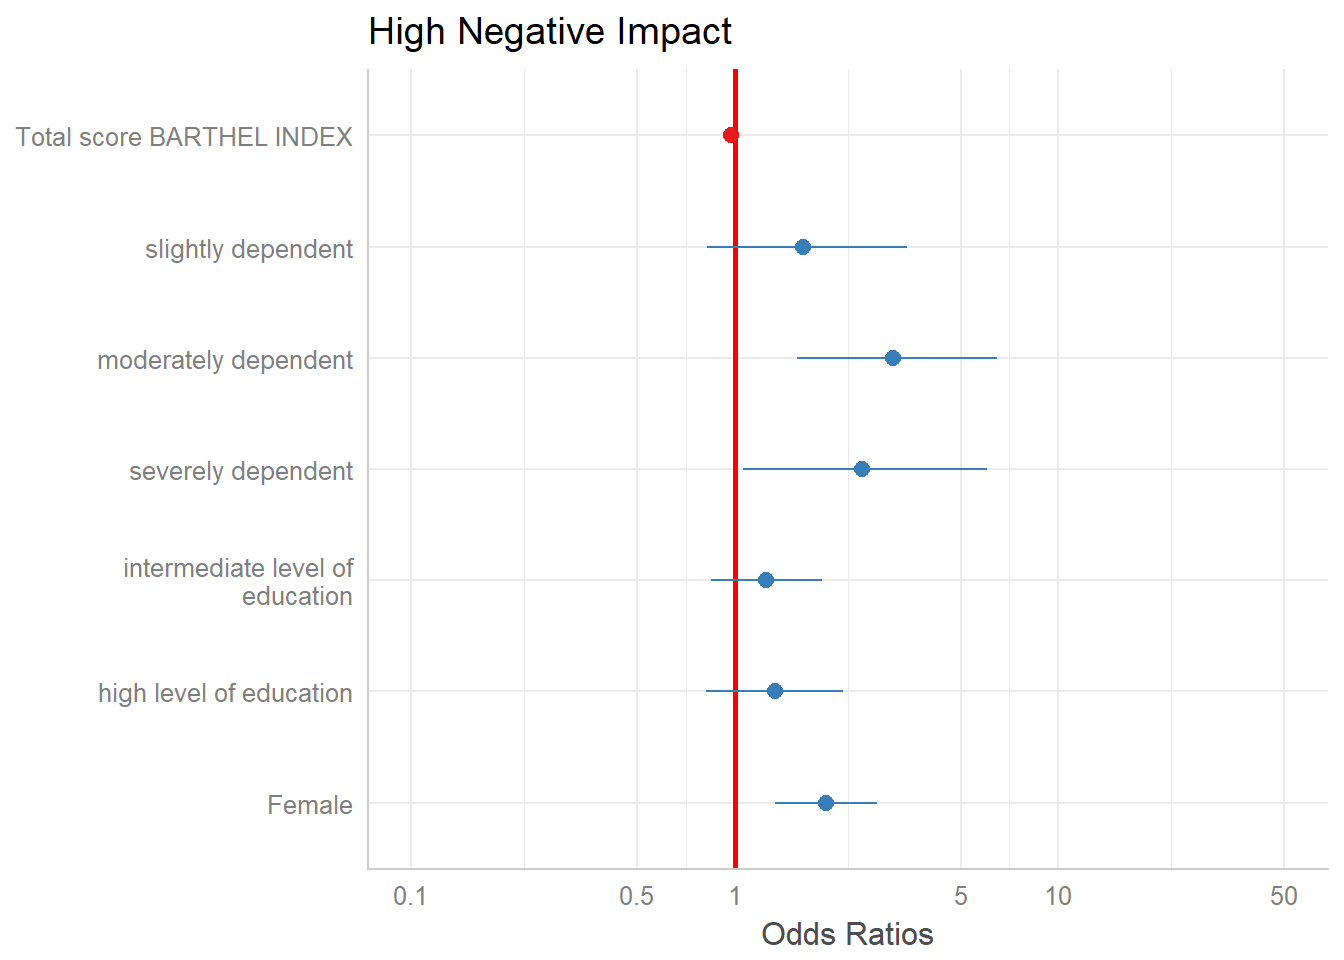 High Negative Impact
Total score BARTHEL INDEX
slightly dependent
moderately dependent
severely dependent
intermediate level of
education
high level of education
Female
0.1
0.5
1
5
10
50
Odds Ratios